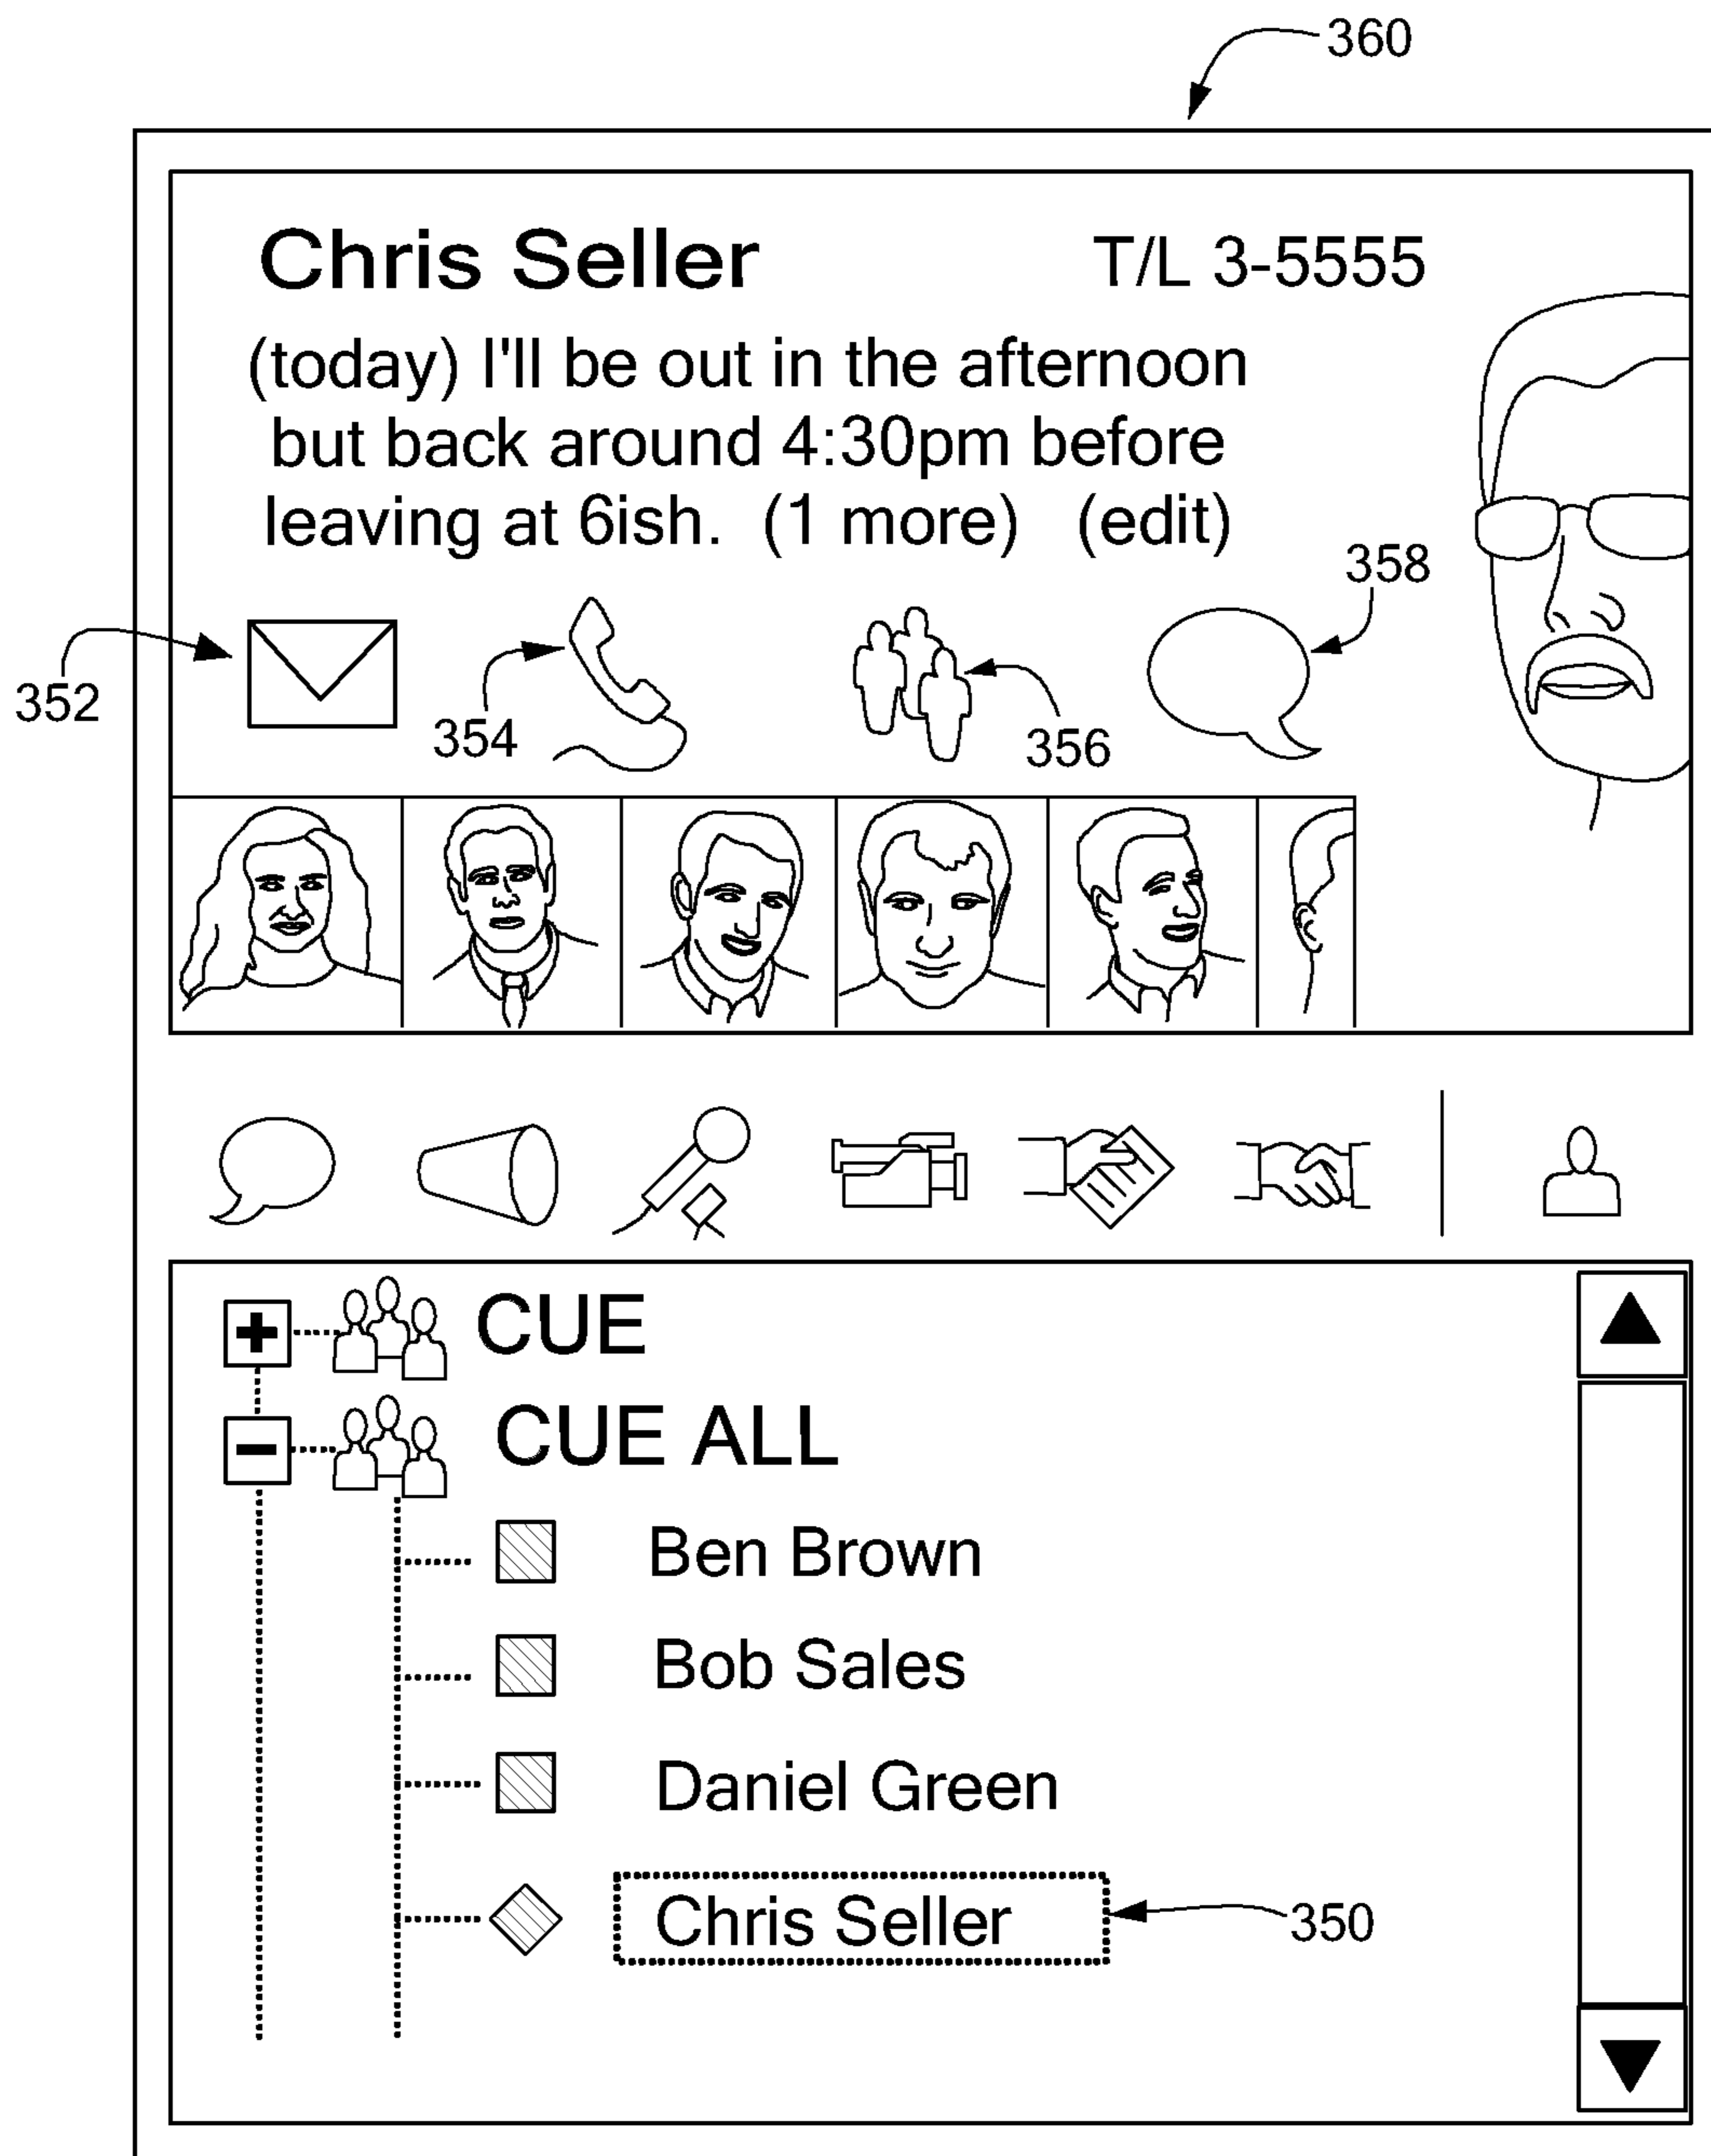 360
Chris Seller T/L 3-5555
(today) I'll be out in the afternoon
but back around 4:30pm before
leaving at 6ish. (1 more) (edit)
358
352
354
356
CUE
CUE ALL
Ben Brown
Bob Sales
Daniel Green
Chris Seller
350